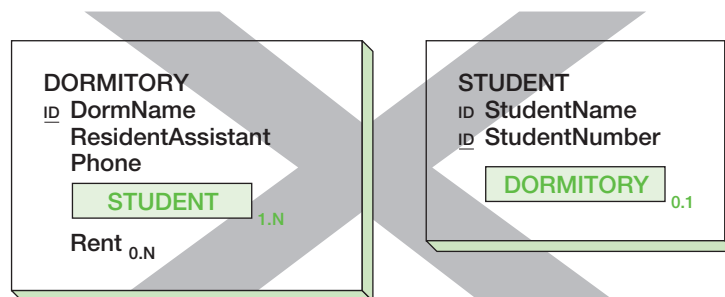 DORMITORY
ID DormName
ResidentAssistant
Phone
STUDENT 1.N
Rent 0.N
STUDENT
ID StudentName
ID StudentNumber
DORMITORY 0.1